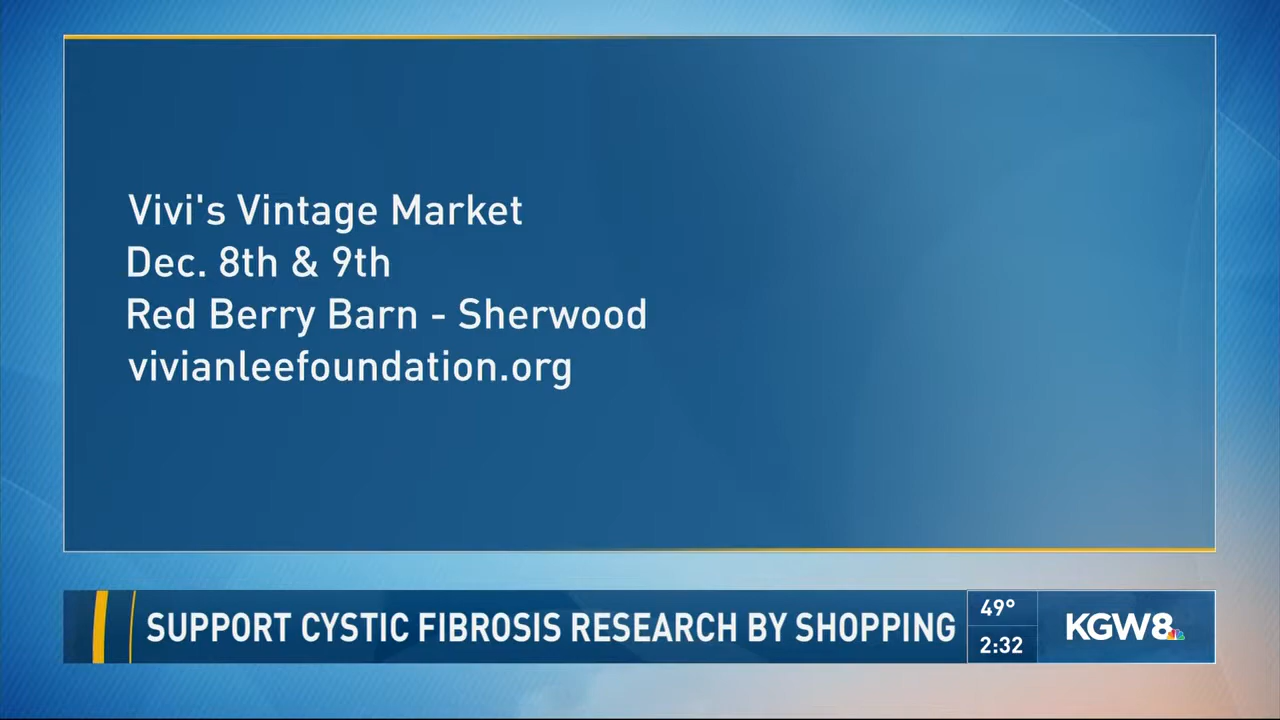 Vivi's Vintage Market
Dec. 8th & 9th
Red Berry Barn - Sherwood
vivianleefoundation.org
SUPPORT CYSTIC FIBROSIS RESEARCH BY SHOPPING
49°
2:32
KGW8